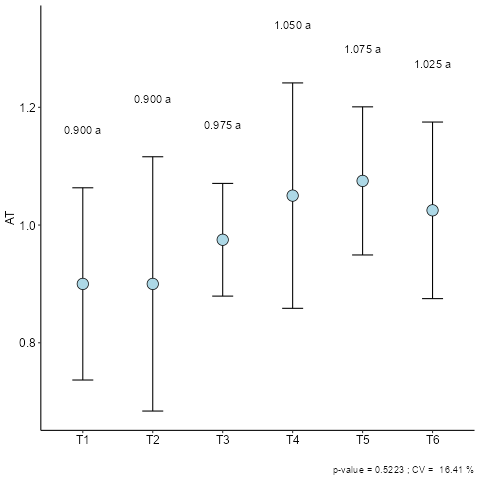 1.050 a
1.075 a
1.025 a
0.900 a
0.975 a
0.900 a
1.2
1.0
0.8
AT
T1 T2 T3 T4 T5 T6
p-value = 0.5223 ; CV = 16.41 %